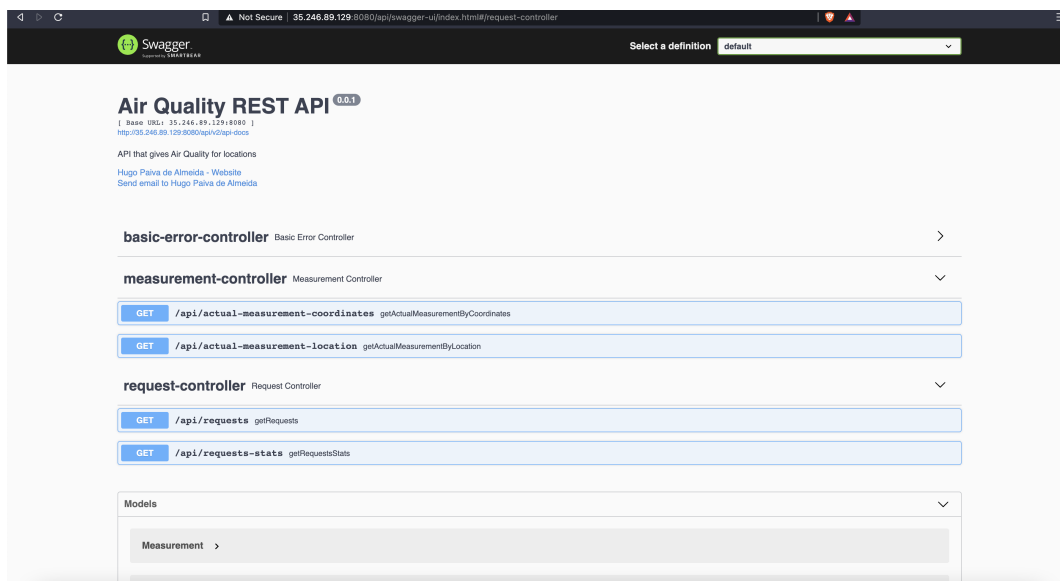 Not Secure | 35.246.89.129:8080/api/swagger-ui/index.html#/request-controller
Swagger.
Supported by SMARTBEAR
Select a definition
default
Air Quality REST API 0.0.1
[ Base URL: 35.246.89.129:8080 ]
http://35.246.89.129:8080/api/v2/api-docs
API that gives Air Quality for locations
Hugo Paiva de Almeida - Website
Send email to Hugo Paiva de Almeida
basic-error-controller Basic Error Controller
measurement-controller Measurement Controller
GET /api/actual-measurement-coordinates getActualMeasurementByCoordinates
GET /api/actual-measurement-location getActualMeasurementByLocation
request-controller Request Controller
GET /api/requests getRequests
GET /api/requests-stats getRequestsStats
Models
Measurement